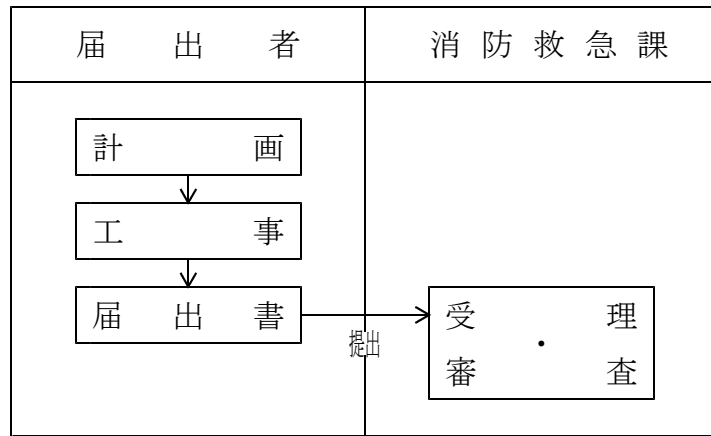 届出者
消防救急課
計画
工事
届出書
提出
受理
・
審査